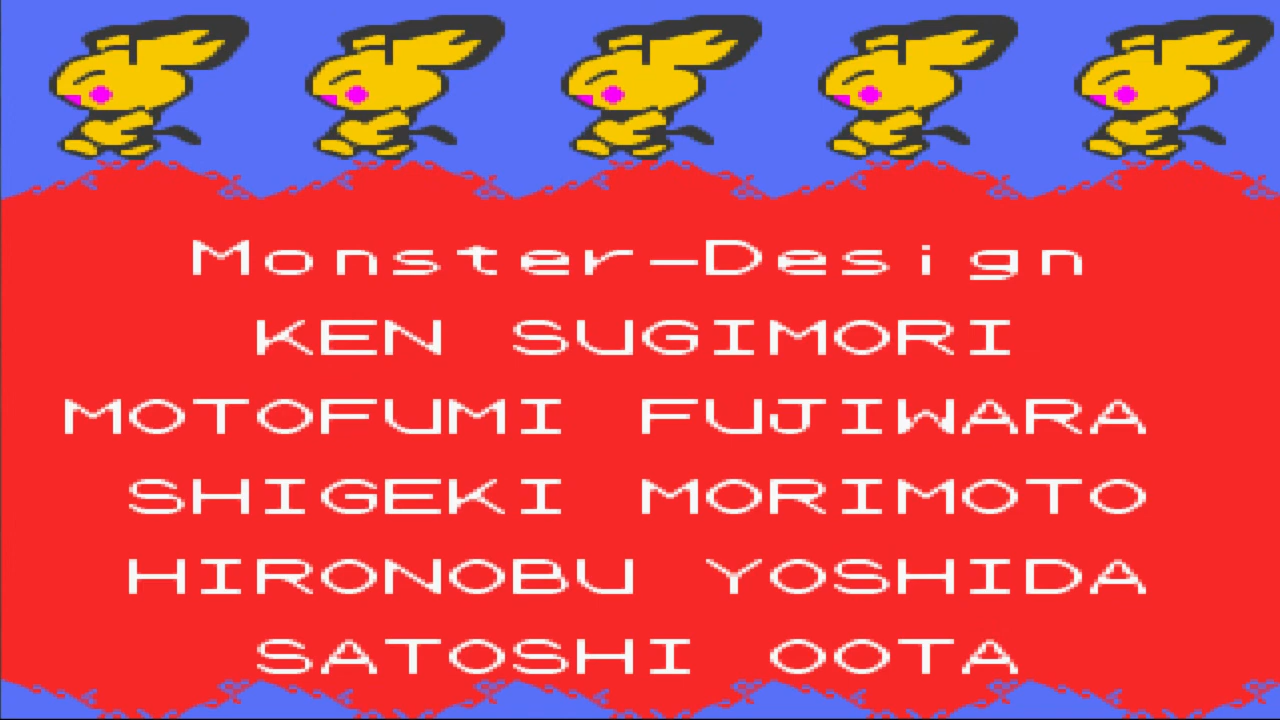 Monster-Design
KEN SUGIMORI
MOTOFUMI FUJIWARA
SHIGEKI MORIMOTO
HIRONOBU YOSHIDA
SATOSHI OOTA